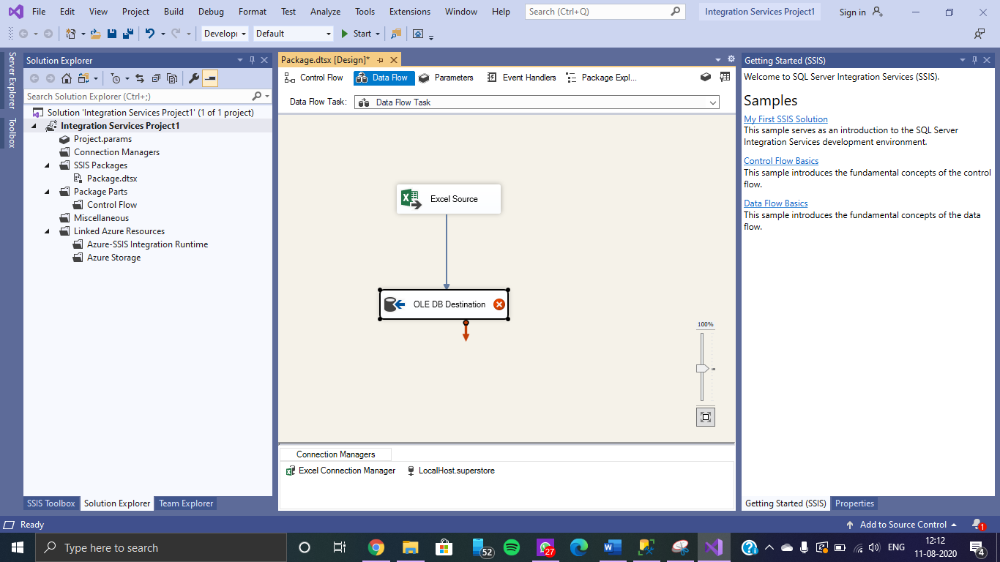 File Edit View Project Build Debug Format Test Analyze Tools Extensions Window Help Search (Ctrl+Q) Integration Services Project1 Sign in
Default Start
Server Explorer
Toolbox
Solution Explorer
Search Solution Explorer (Ctrl+;)
Solution 'Integration Services Project1' (1 of 1 project)
Integration Services Project1
Project.params
Connection Managers
SSIS Packages
Package.dtsx
Package Parts
Control Flow
Miscellaneous
Linked Azure Resources
Azure-SSIS Integration Runtime
Azure Storage
SSIS Toolbox Solution Explorer Team Explorer
Package.dtsx [Design]*
Control Flow Data Flow Parameters Event Handlers Package Expl...
Data Flow Task: Data Flow Task
Excel Source
OLE DB Destination
100%
Connection Managers
Excel Connection Manager LocalHost.superstore
Getting Started (SSIS)
Welcome to SQL Server Integration Services (SSIS).
Samples
My First SSIS Solution
This sample serves as an introduction to the SQL Server
Integration Services development environment.
Control Flow Basics
This sample introduces the fundamental concepts of the control
flow.
Data Flow Basics
This sample introduces the fundamental concepts of the data
flow.
Getting Started (SSIS) Properties
Ready Add to Source Control 1
Type here to search 52 27 ENG 12:12 4
11-08-2020